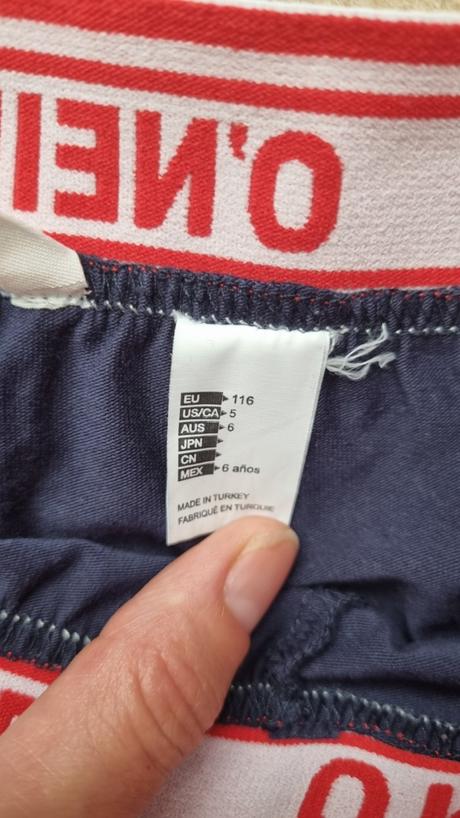 O'NEI
EU 116
US/CA 5
AUS 6
JPN
CN
MEX 6 años
MADE IN TURKEY
FABRIQUÉ EN TURQUIE
O